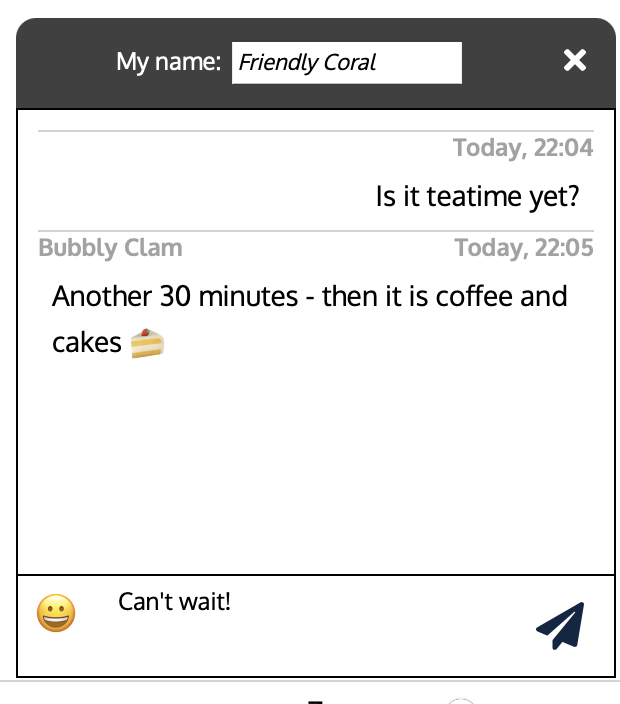 My name: Friendly Coral
Today, 22:04
Is it teatime yet?
Bubbly Clam Today, 22:05
Another 30 minutes - then it is coffee and
cakes 🍰
Can't wait!